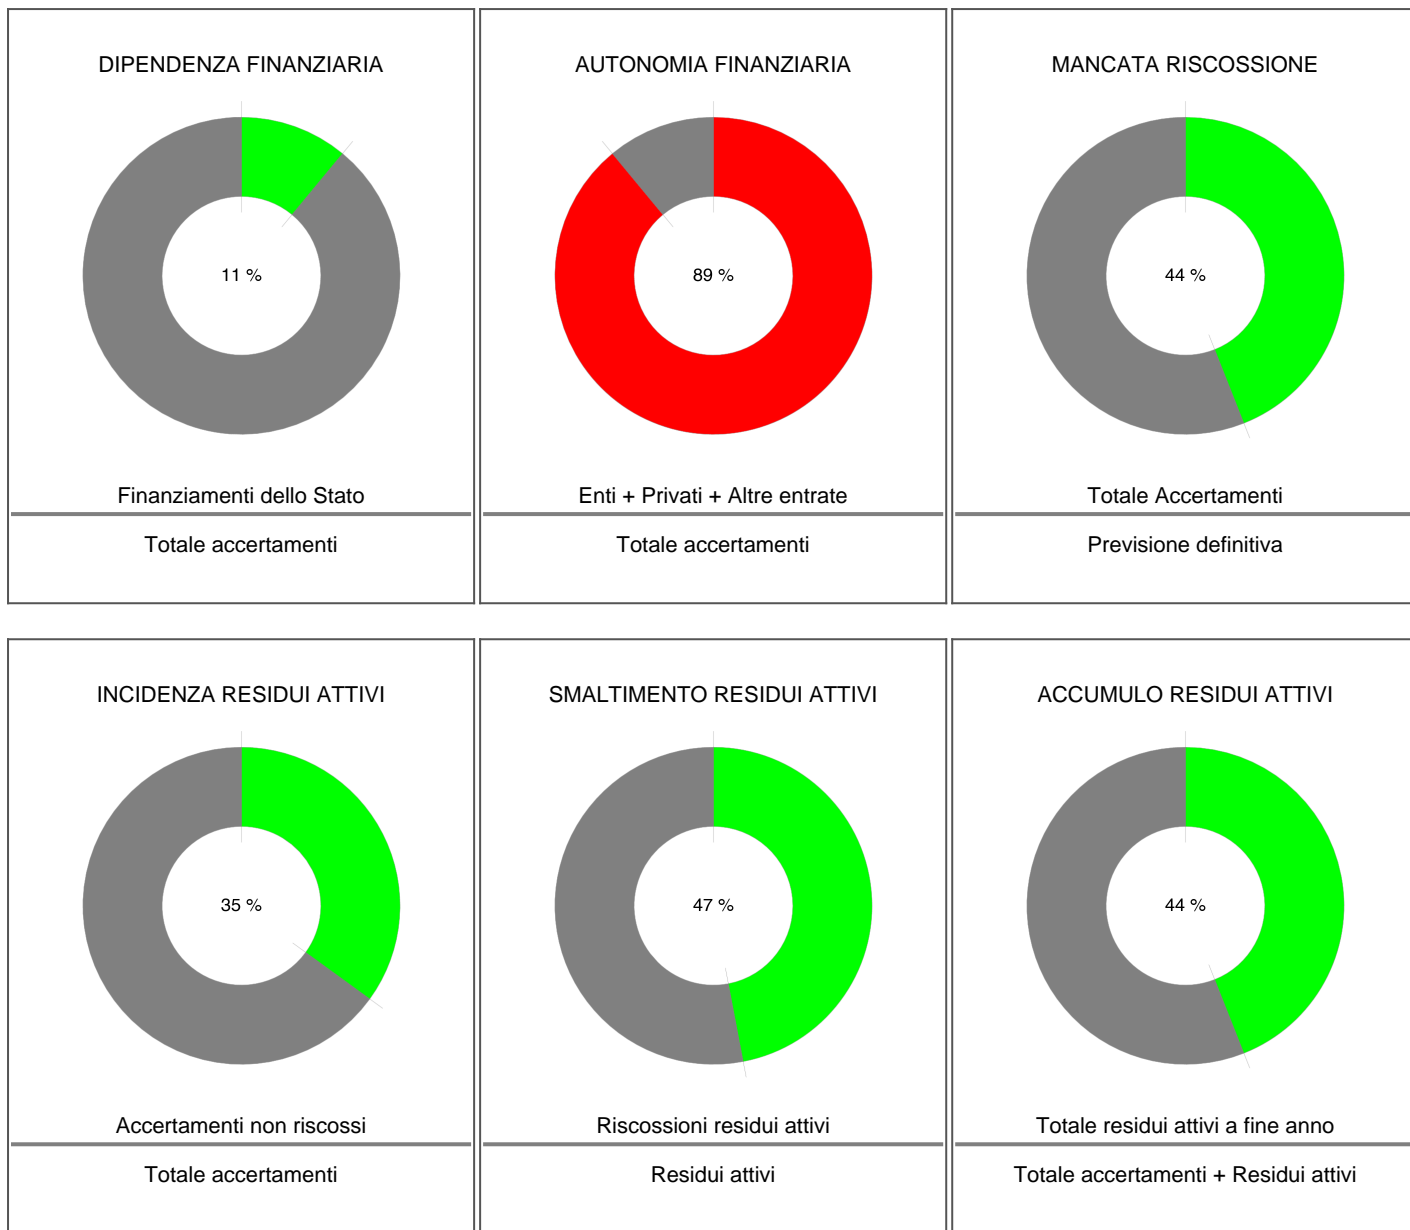 DIPENDENZA FINANZIARIA
11 %
Finanziamenti dello Stato
Totale accertamenti
AUTONOMIA FINANZIARIA
89 %
Enti + Privati + Altre entrate
Totale accertamenti
MANCATA RISCOSSIONE
44 %
Totale Accertamenti
Previsione definitiva
INCIDENZA RESIDUI ATTIVI
35 %
Accertamenti non riscossi
Totale accertamenti
SMALTIMENTO RESIDUI ATTIVI
47 %
Riscossioni residui attivi
Residui attivi
ACCUMULO RESIDUI ATTIVI
44 %
Totale residui attivi a fine anno
Totale accertamenti + Residui attivi